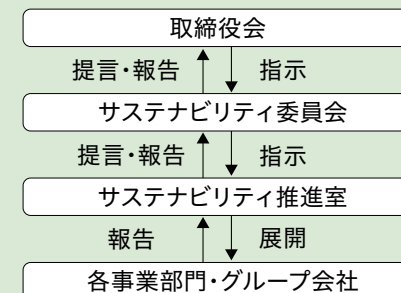 取締役会
提言・報告 指示
サステナビリティ委員会
提言・報告 指示
サステナビリティ推進室
報告 展開
各事業部門・グループ会社